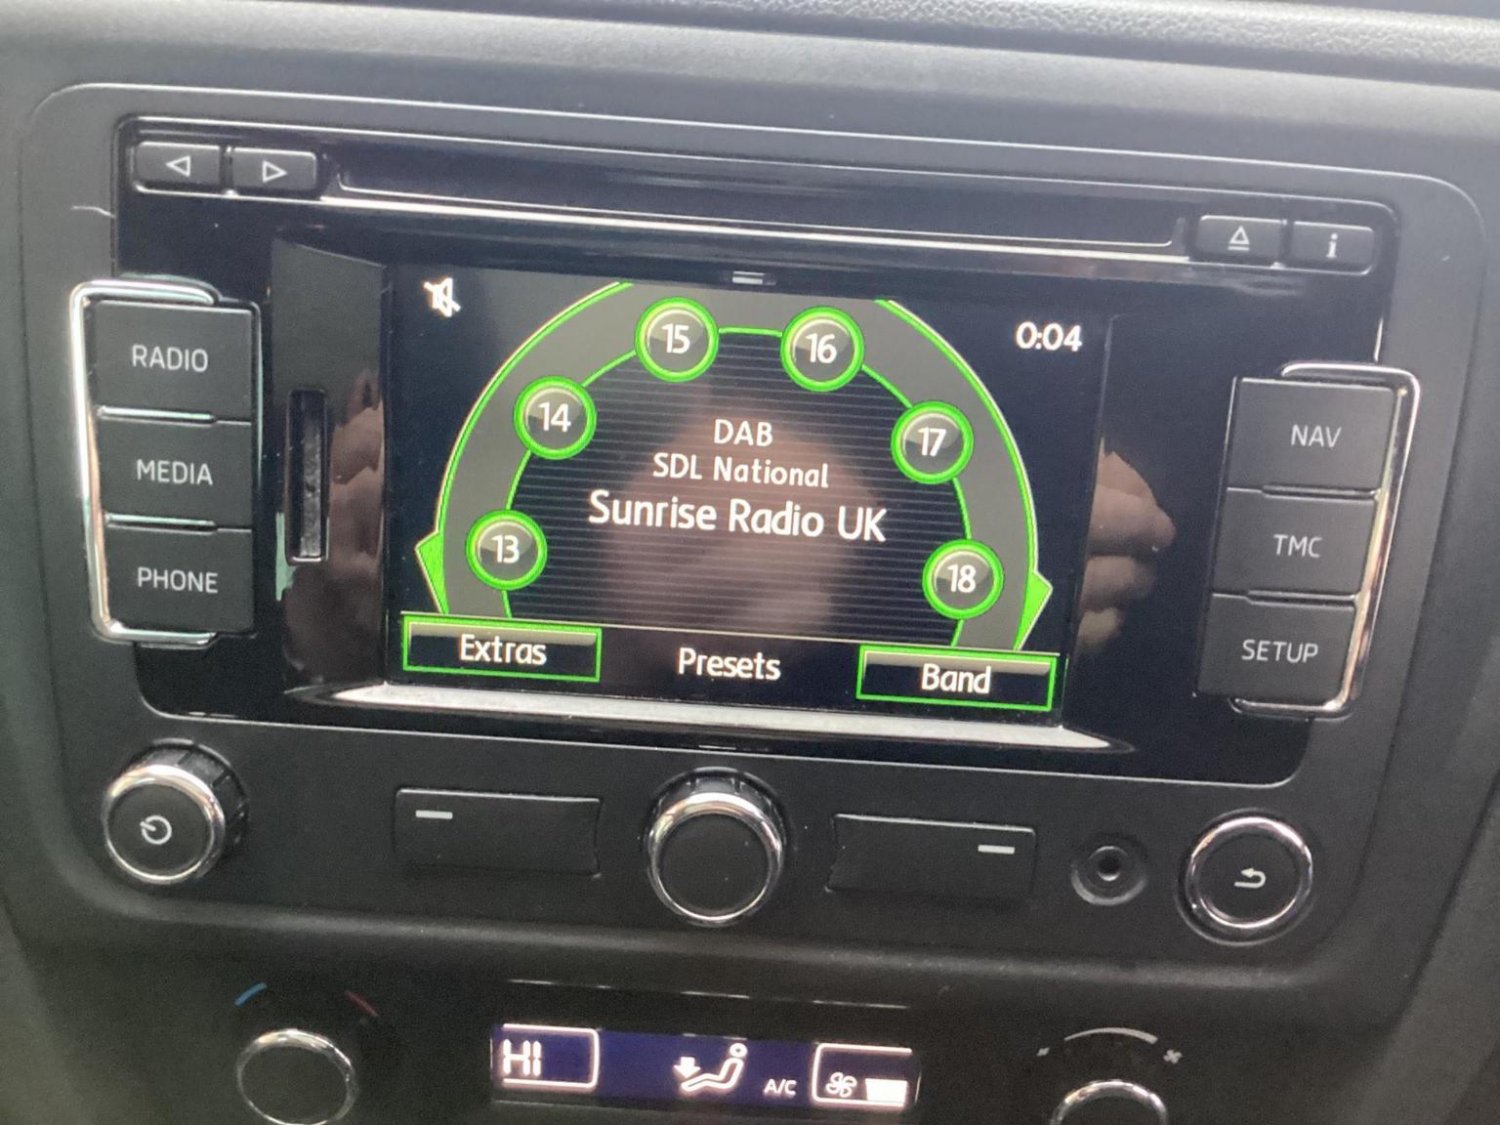 i
RADIO
MEDIA
PHONE
0:04
15
16
14
17
13
18
DAB
SDL National
Sunrise Radio UK
Extras
Presets
Band
NAV
TMC
SETUP
HI
A/C